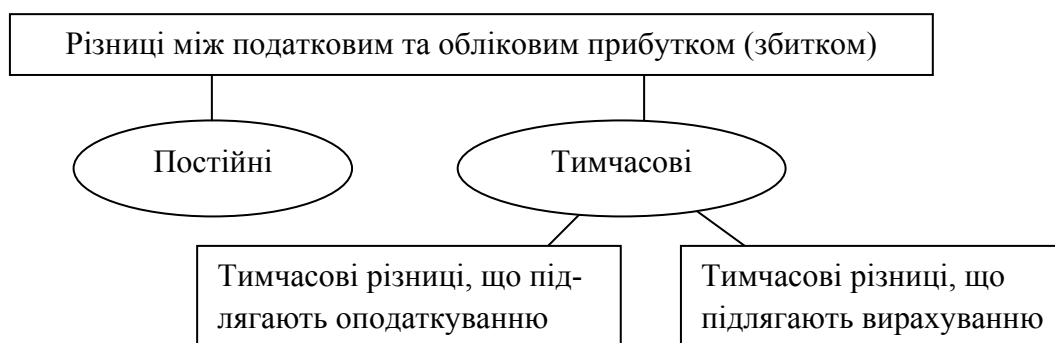 Різниці між податковим та обліковим прибутком (збитком)
Постійні
Тимчасові
Тимчасові різниці, що під-
лягають оподаткуванню
Тимчасові різниці, що
підлягають вирахуванню